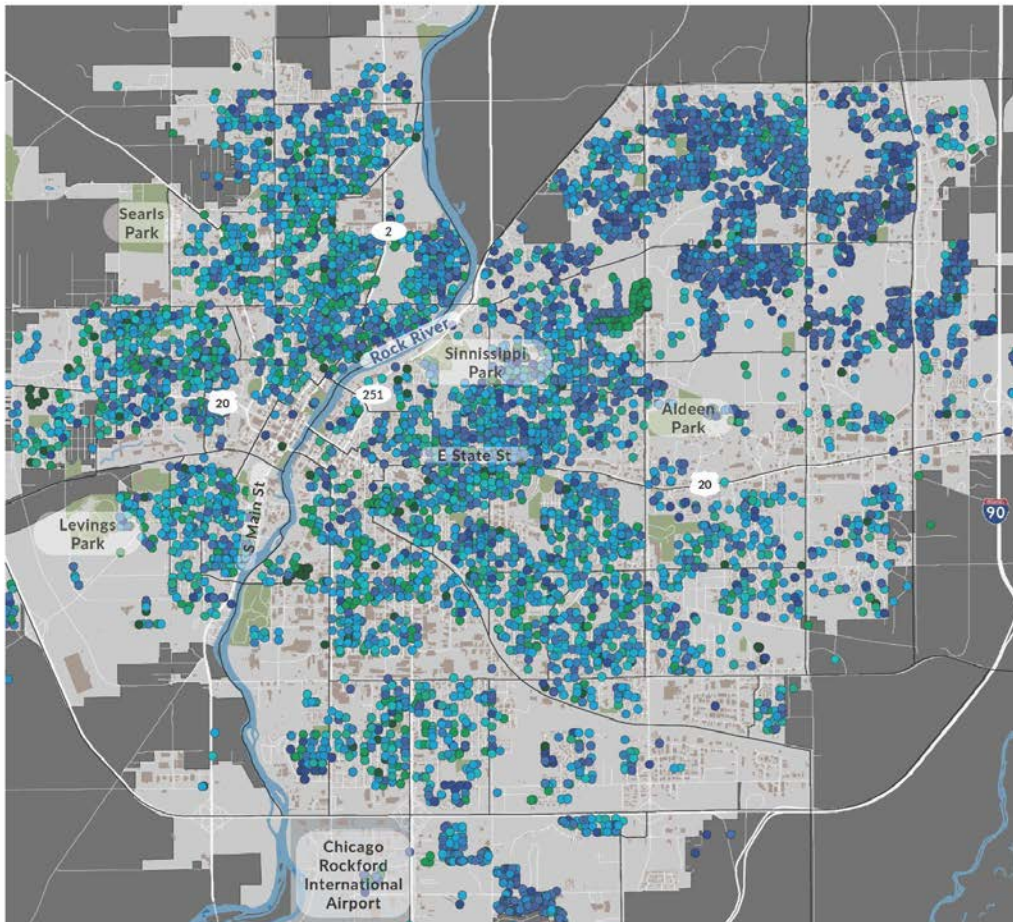 Searls
Park
2
Rock River
Sinnissippi
Park
251
20
Aldeen
Park
E State St
20
S Main St
Levings
Park
90
Chicago
Rockford
International
Airport